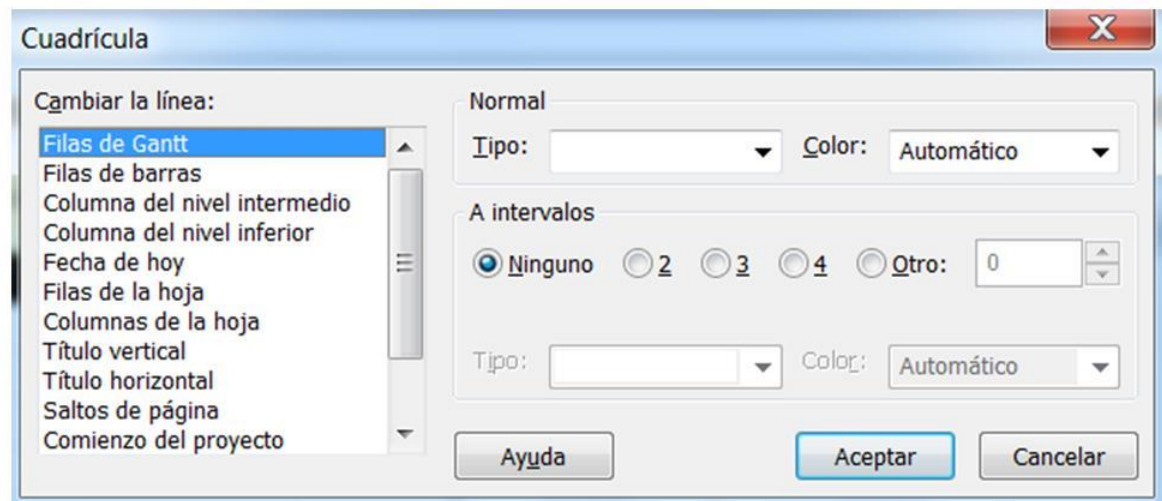 Cuadrícula
Cambiar la línea:
Filas de Gantt
Filas de barras
Columna del nivel intermedio
Columna del nivel inferior
Fecha de hoy
Filas de la hoja
Columnas de la hoja
Título vertical
Título horizontal
Saltos de página
Comienzo del proyecto
Normal
Tipo: Color: Automático
A intervalos
Ninguno 2 3 4 Otro: 0
Tipo: Color: Automático
Ayuda Aceptar Cancelar